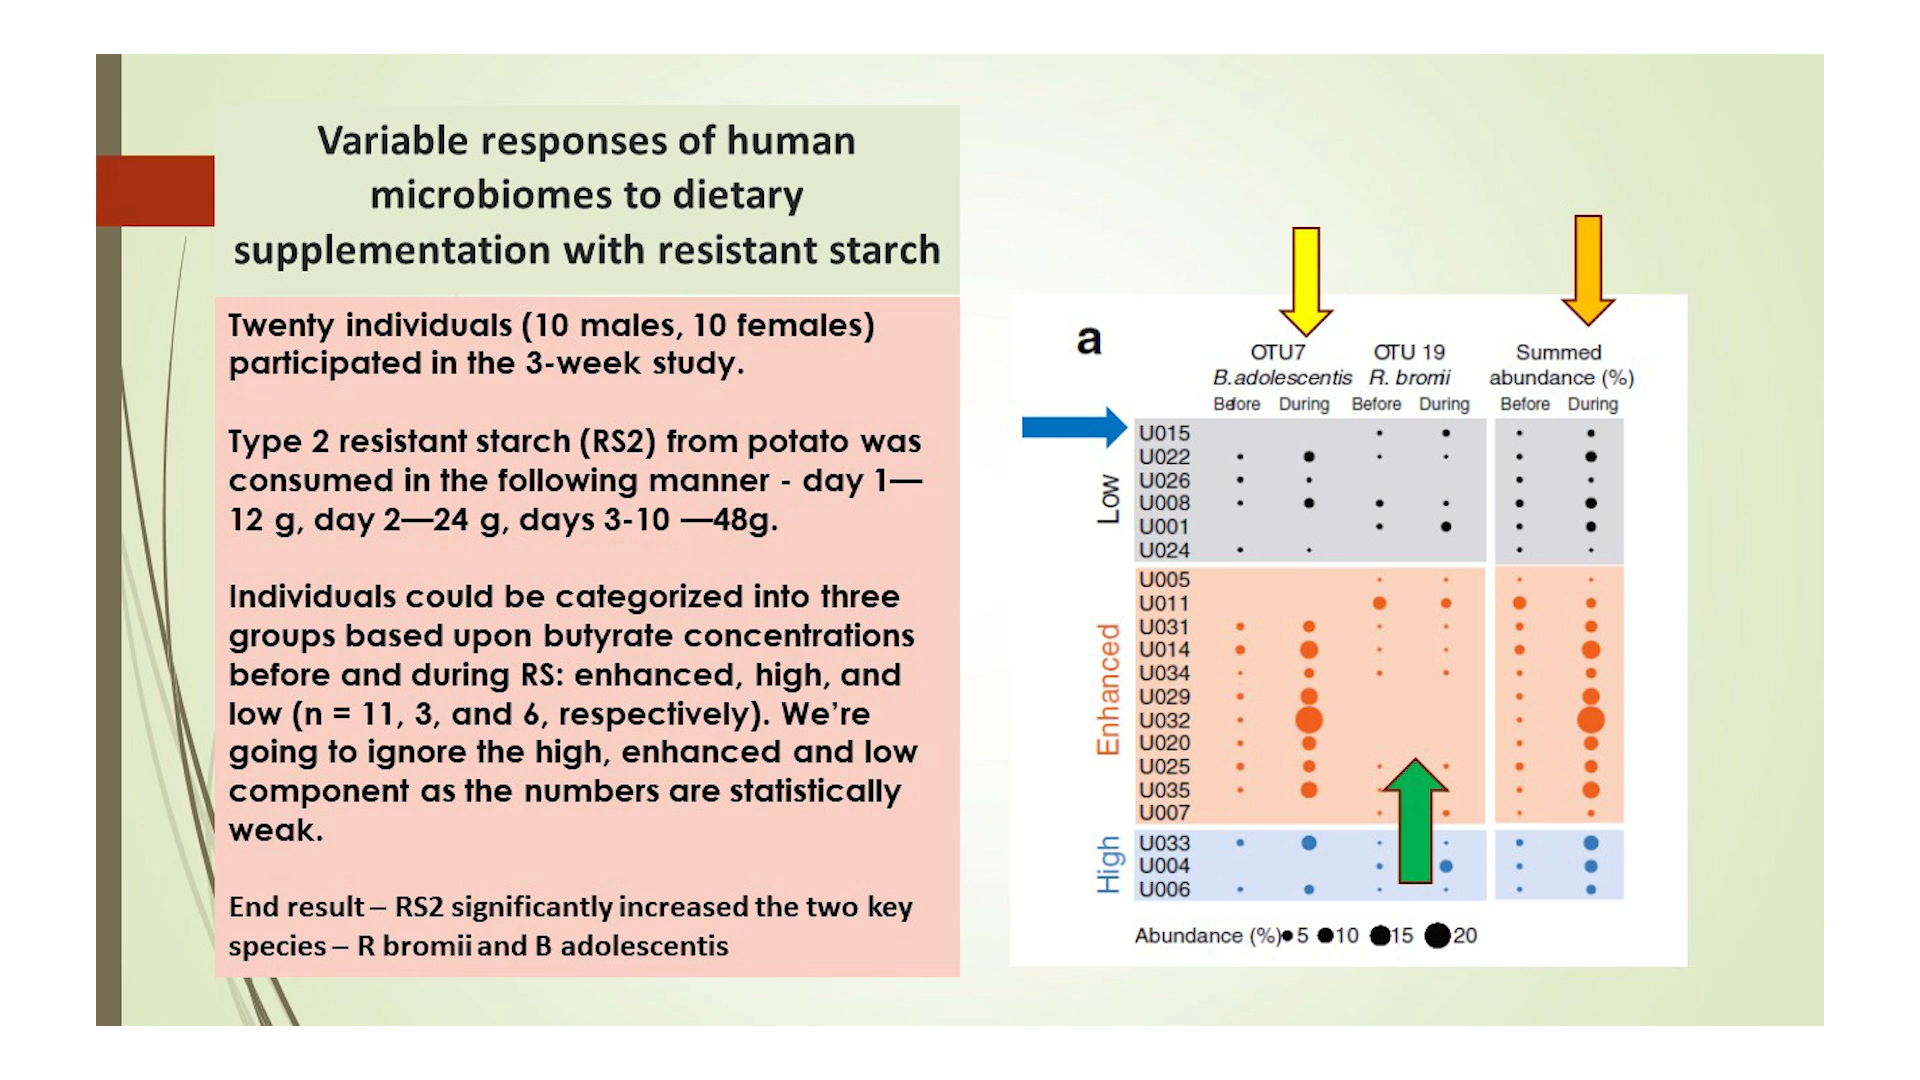 Variable responses of human
microbiomes to dietary
supplementation with resistant starch
Twenty individuals (10 males, 10 females)
participated in the 3-week study.
Type 2 resistant starch (RS2) from potato was
consumed in the following manner - day 1—
12 g, day 2—24 g, days 3-10 —48g.
Individuals could be categorized into three
groups based upon butyrate concentrations
before and during RS: enhanced, high, and
low (n = 11, 3, and 6, respectively). We’re
going to ignore the high, enhanced and low
component as the numbers are statistically
weak.
End result – RS2 significantly increased the two key
species – R bromii and B adolescentis
a
OTU7 OTU 19 Summed
B.adolescentis R. bromii abundance (%)
Before During Before During Before During
Low
U015
U022
U026
U008
U001
U024
Enhanced
U005
U011
U031
U014
U034
U029
U032
U020
U025
U035
U007
High
U033
U004
U006
Abundance (%) 5 10 15 20